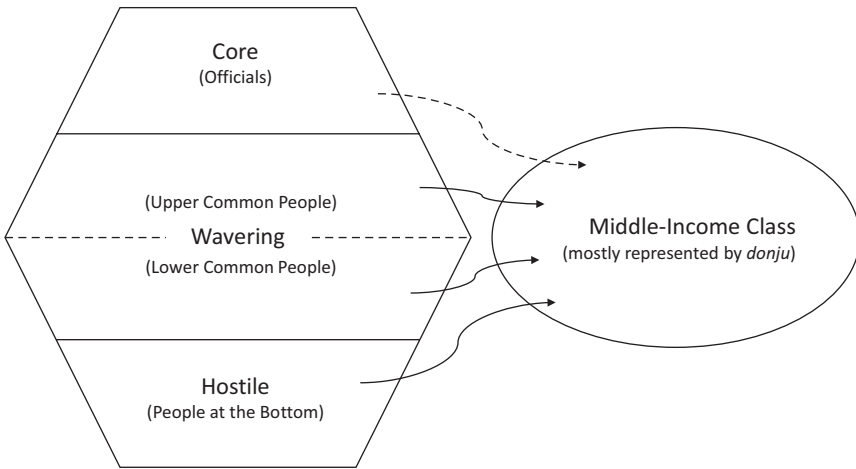 Core
(Officials)
(Upper Common People)
Wavering
(Lower Common People)
Hostile
(People at the Bottom)
Middle-Income Class
(mostly represented by donju)